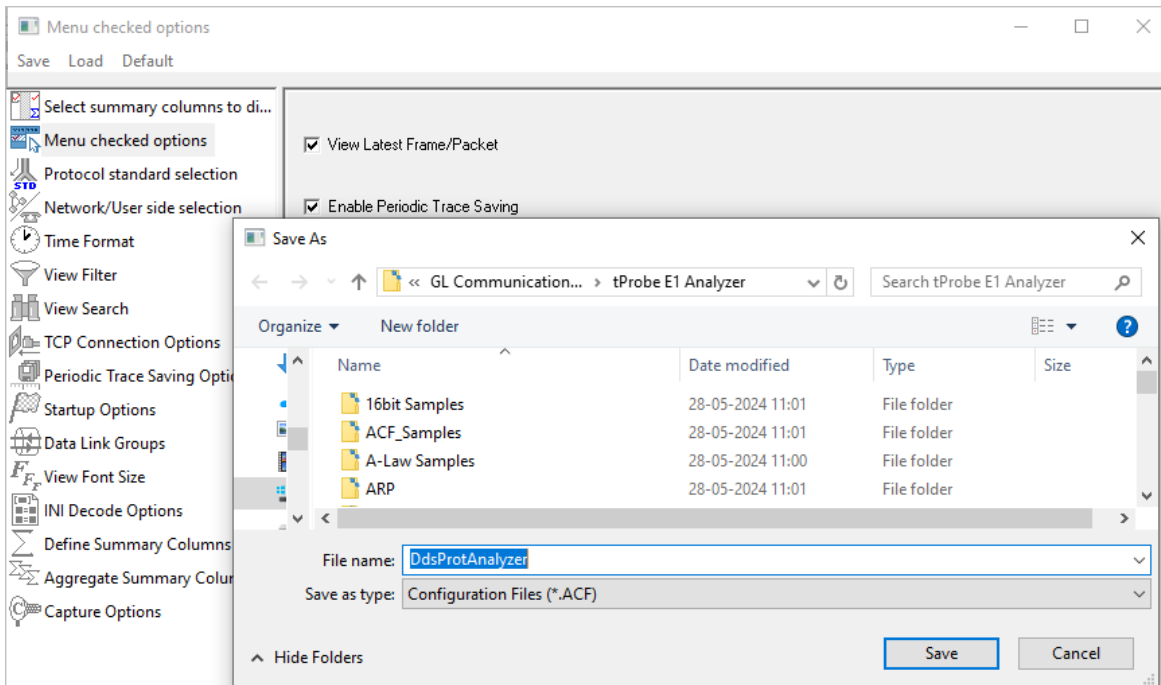 Menu checked options
Save Load Default
Select summary columns to di...
Menu checked options
View Latest Frame/Packet
Protocol standard selection
STD
Network/User side selection
Enable Periodic Trace Saving
Time Format
View Filter
View Search
TCP Connection Options
Periodic Trace Saving Opti
Startup Options
Data Link Groups
View Font Size
INI Decode Options
Define Summary Columns
Aggregate Summary Colur
Capture Options
Save As
« GL Communication... > tProbe E1 Analyzer
Search tProbe E1 Analyzer
Organize New folder
Name Date modified Type Size
16bit Samples 28-05-2024 11:01 File folder
ACF_Samples 28-05-2024 11:01 File folder
A-Law Samples 28-05-2024 11:00 File folder
ARP 28-05-2024 11:01 File folder
File name: DdsProtAnalyzer
Save as type: Configuration Files (*.ACF)
Hide Folders
Save Cancel